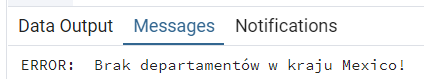 Data Output Messages Notifications
ERROR:  Brak departamentów w kraju Mexico!